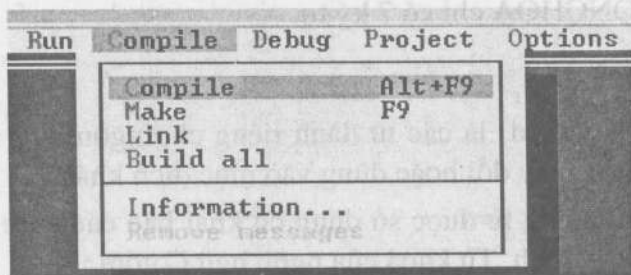 Run Compile Debug Project Options
Compile Alt+F9
Make F9
Link
Build all
Information...
Remove messages